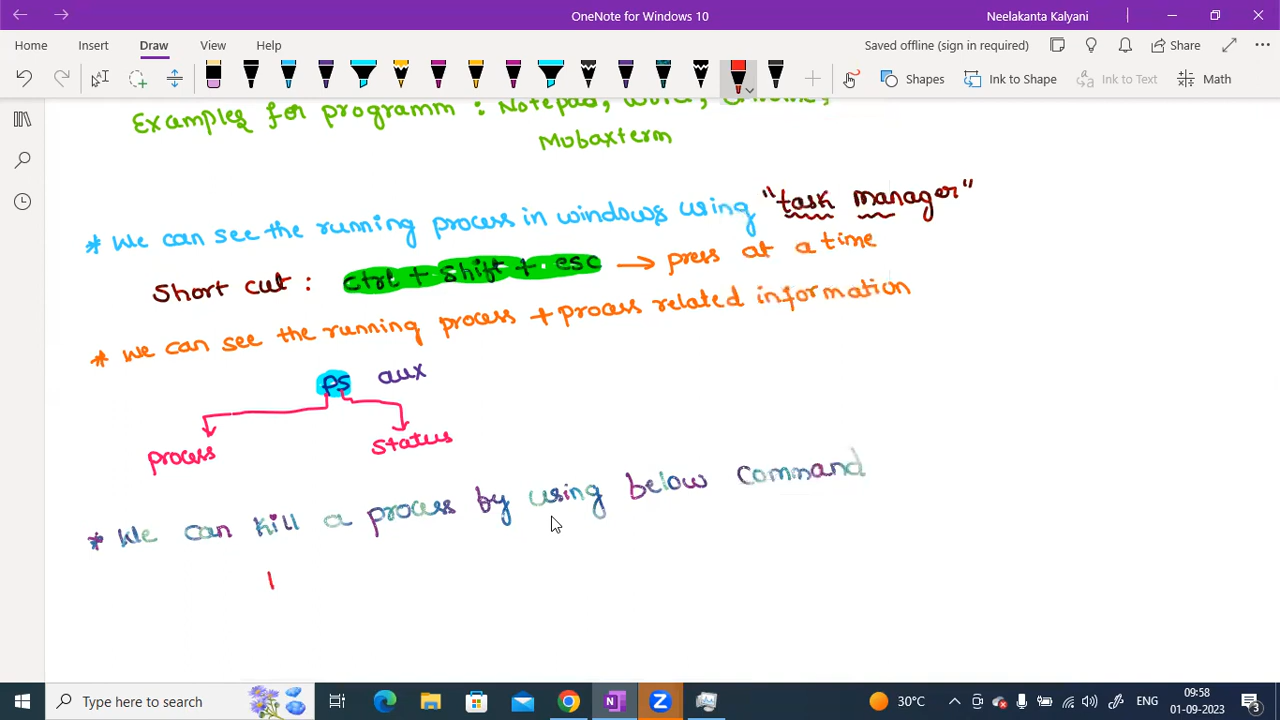 OneNote for Windows 10
Neelakanta Kalyani
Home Insert Draw View Help
Saved offline (sign in required)
Share
Shapes
Ink to Shape
Ink to Text
Math
Examples for programm : Notepad,
Mobaxterm
* We can see the running process in windows using "task manager"
Short cut : ctrl + shift + esc → press at a time
* We can see the running process + process related information
ps aux
process status
* We can kill a process by using below command
Type here to search
30°C
ENG
09:58
01-09-2023
3